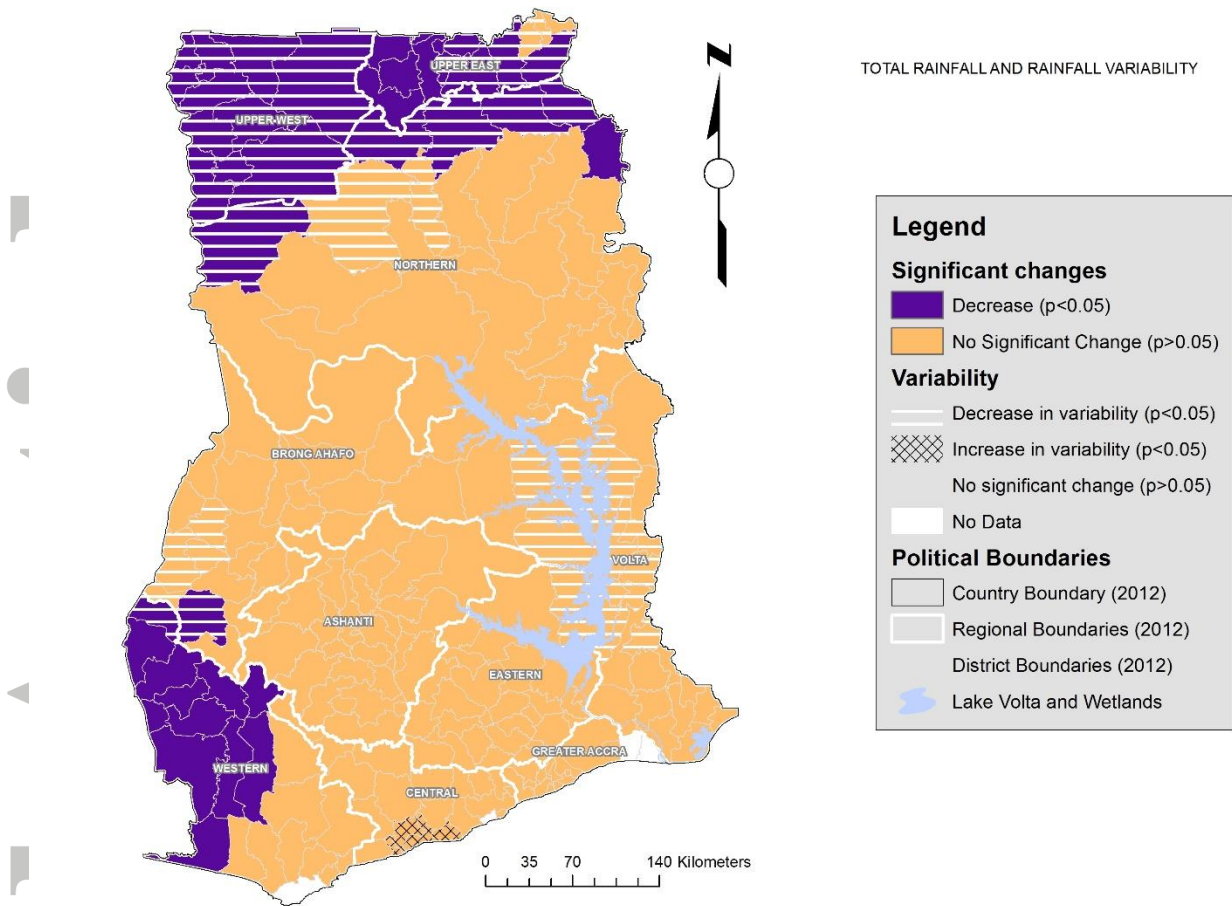 TOTAL RAINFALL AND RAINFALL VARIABILITY
UPPER EAST
UPPER WEST
NORTHERN
BRONG AHAFO
VOLTA
ASHANTI
EASTERN
GREATER ACCRA
WESTERN
CENTRAL
N
0 35 70 140 Kilometers
Legend
Significant changes
Decrease (p<0.05)
No Significant Change (p>0.05)
Variability
Decrease in variability (p<0.05)
Increase in variability (p<0.05)
No significant change (p>0.05)
No Data
Political Boundaries
Country Boundary (2012)
Regional Boundaries (2012)
District Boundaries (2012)
Lake Volta and Wetlands